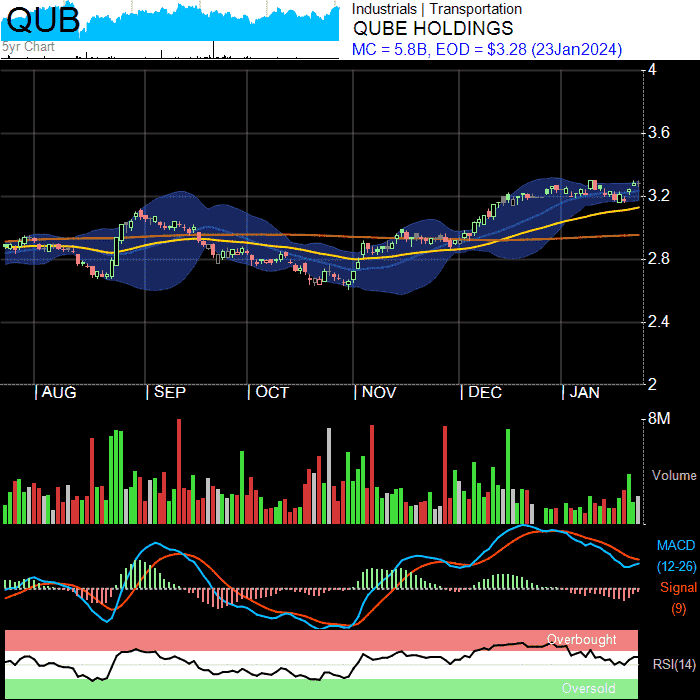 QUB
5yr Chart
Industrials | Transportation
QUBE HOLDINGS
MC = 5.8B, EOD = $3.28 (23Jan2024)
4
3.6
3.2
2.8
2.4
2
| AUG | SEP | OCT | NOV | DEC | JAN
8M
Volume
MACD
(12-26)
Signal
(9)
Overbought
RSI(14)
Oversold